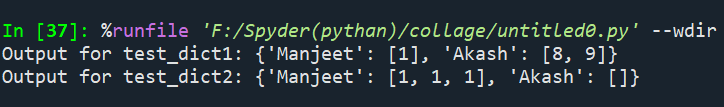 In [37]: %runfile 'F:/Spyder(pythan)/collage/untitled0.py' --wdir
Output for test_dict1: {'Manjeet': [1], 'Akash': [8, 9]}
Output for test_dict2: {'Manjeet': [1, 1, 1], 'Akash': []}